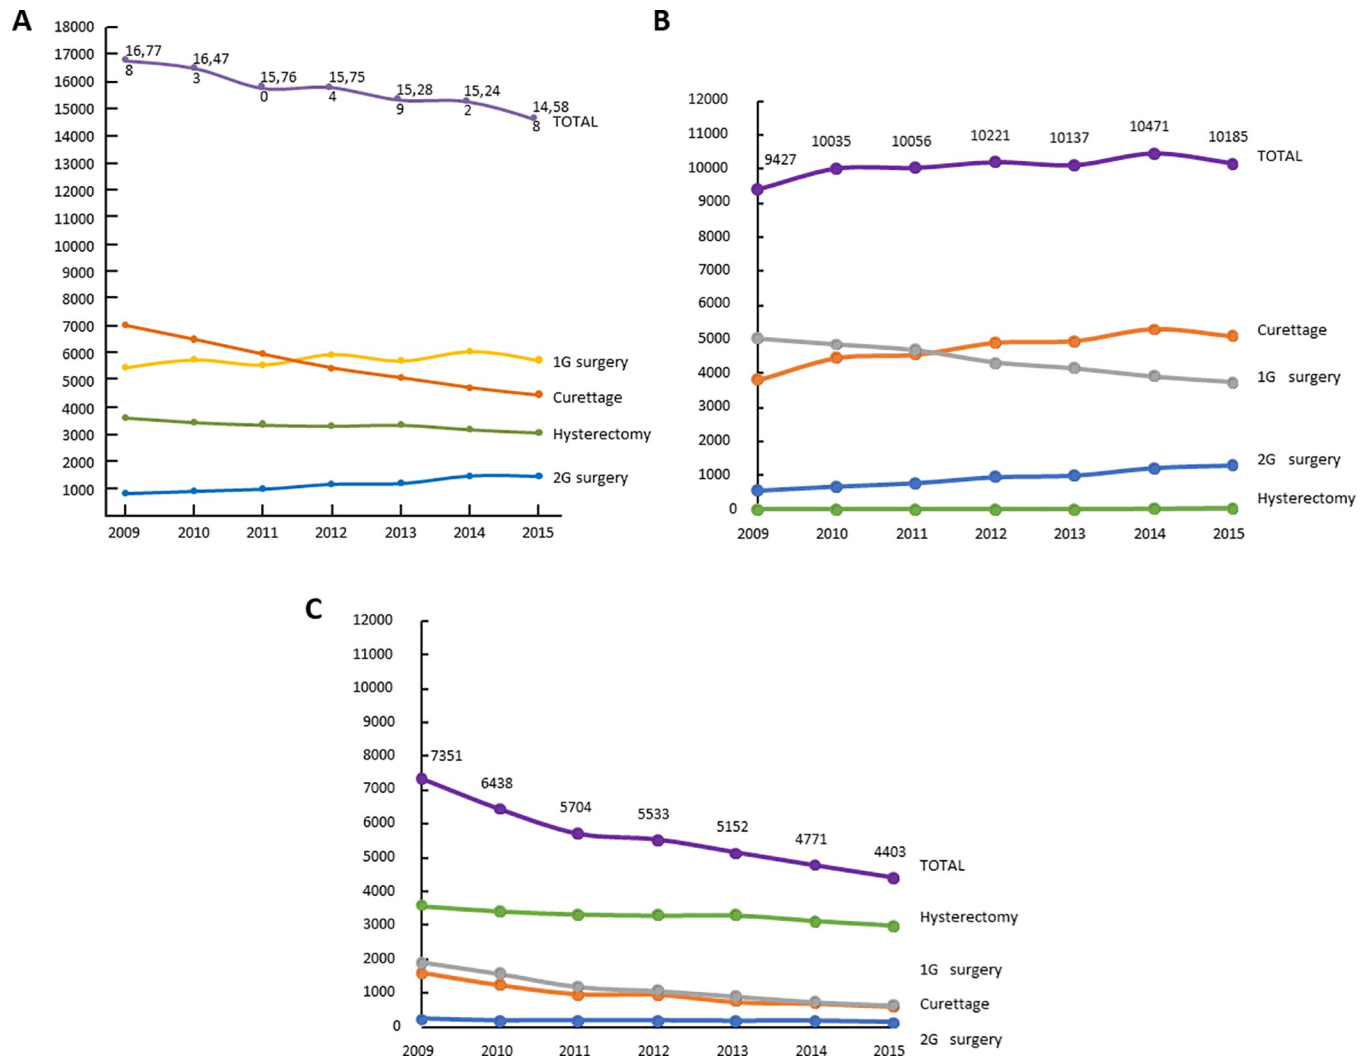 A
18000
17000
16000
15000
14000
13000
12000
11000
10000
9000
8000
7000
6000
5000
4000
3000
2000
1000
16,77
8
16,47
3
15,76
0
15,75
4
15,28
9
15,24
2
14,58
8
TOTAL
1G surgery
Curettage
Hysterectomy
2G surgery
2009 2010 2011 2012 2013 2014 2015
B
12000
11000
10000
9000
8000
7000
6000
5000
4000
3000
2000
1000
0
9427 10035 10056 10221 10137 10471 10185
TOTAL
Curettage
1G surgery
2G surgery
Hysterectomy
2009 2010 2011 2012 2013 2014 2015
C
12000
11000
10000
9000
8000
7000
6000
5000
4000
3000
2000
1000
0
7351
6438
5704
5533
5152
4771
4403
TOTAL
Hysterectomy
1G surgery
Curettage
2G surgery
2009 2010 2011 2012 2013 2014 2015